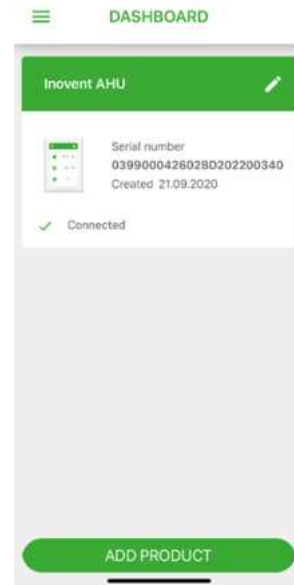 DASHBOARD
Inovent AHU
Serial number
0399000426028D202200340
Created 21.09.2020
Connected
ADD PRODUCT